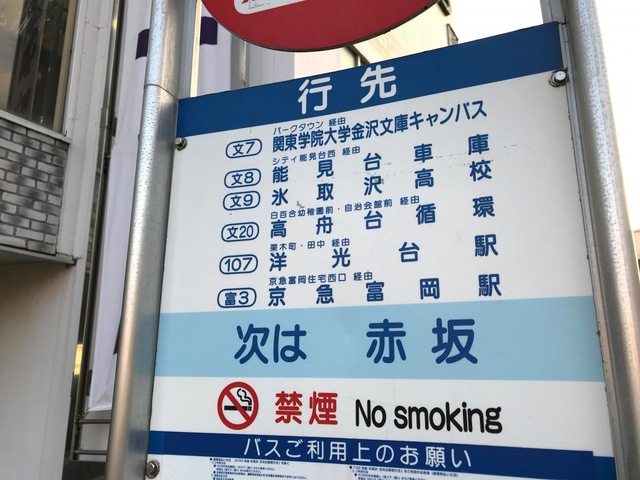 行先
パークタウン 経由
文7 関東学院大学金沢文庫キャンパス
シティ能見台西 経由
文8 能見台車庫
文9 氷取沢高校
白百合幼稚園前・自治会館前 経由
文20 高舟台循環
栗木町・田中 経由
107 洋光台駅
京急富岡住宅西口 経由
富3 京急富岡駅
次は 赤坂
禁煙 No smoking
バスご利用上のお願い